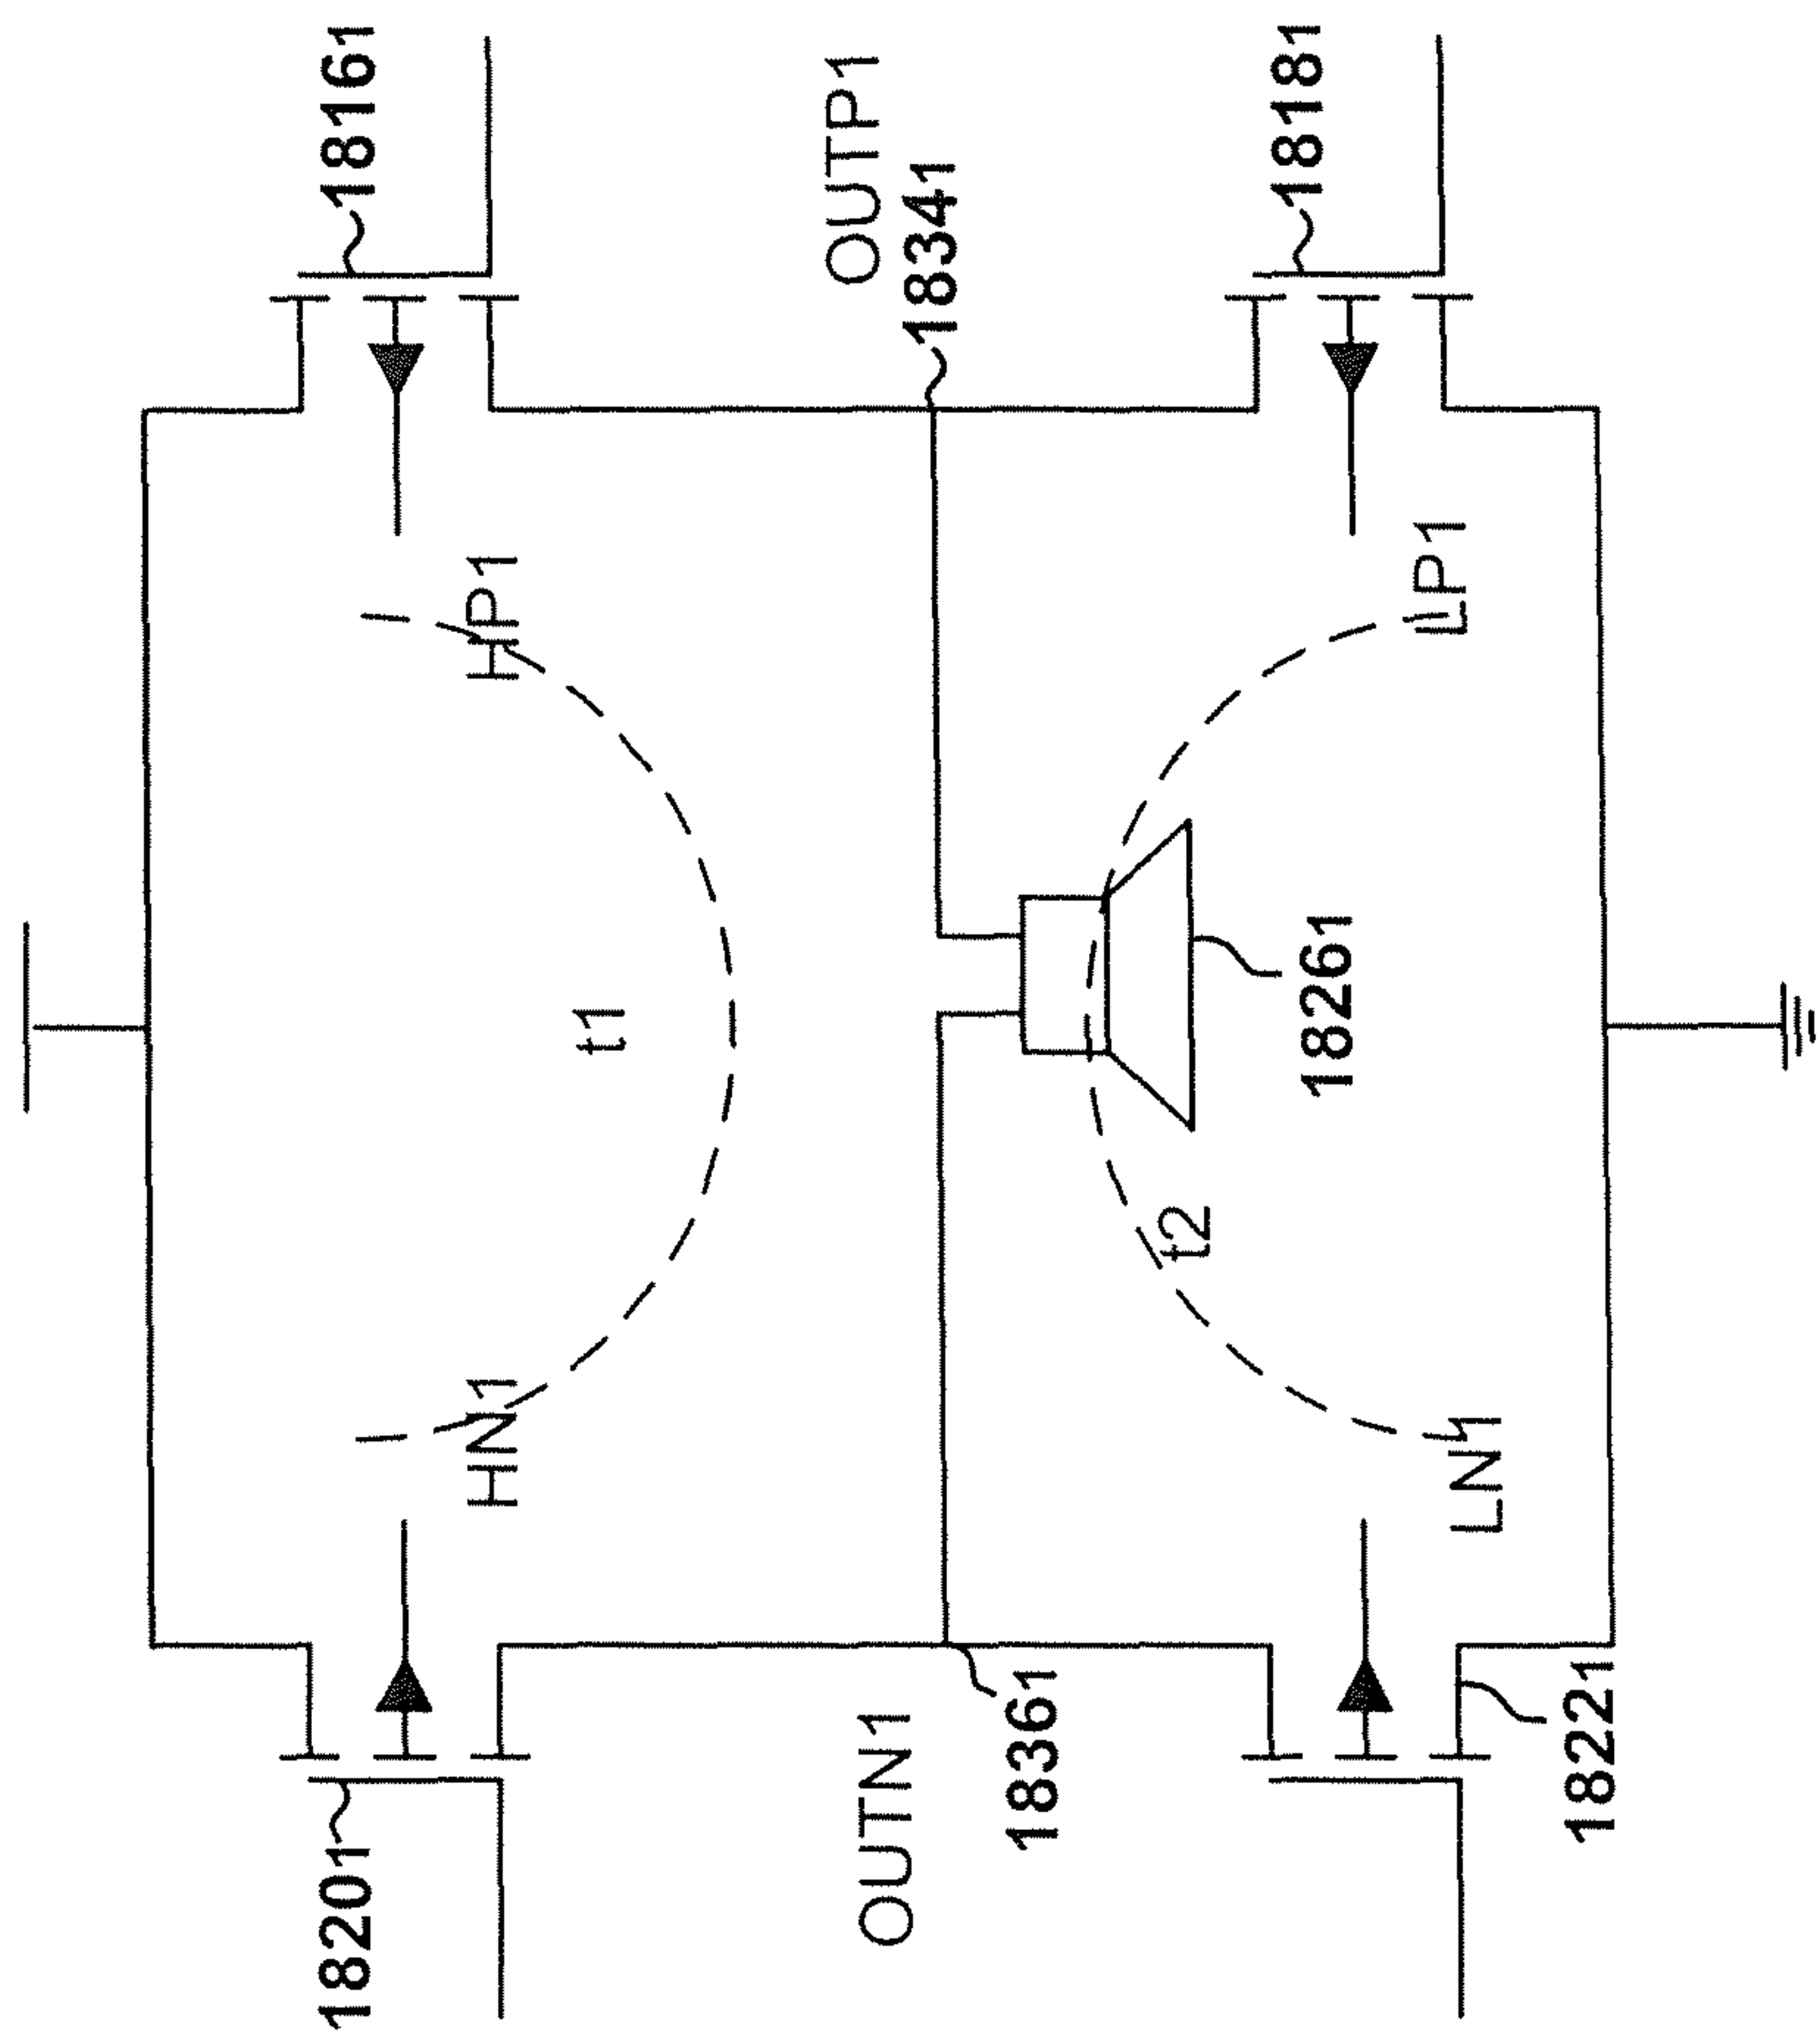 1820₁
1816₁
HN1
HP1
t1
OUTN1
OUTP1
1834₁
1836₁
t2
1826₁
1818₁
LN1
LP1
1822₁